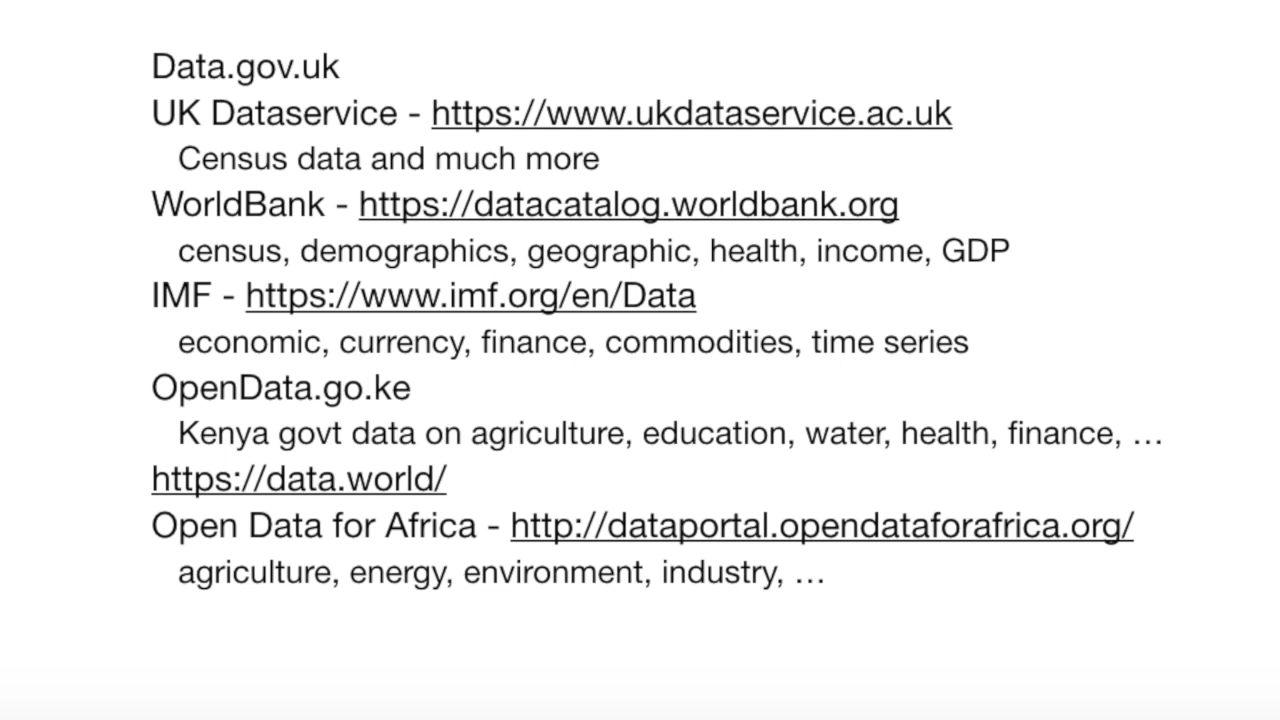 Data.gov.uk
UK Dataservice - https://www.ukdataservice.ac.uk
Census data and much more
WorldBank - https://datacatalog.worldbank.org
census, demographics, geographic, health, income, GDP
IMF - https://www.imf.org/en/Data
economic, currency, finance, commodities, time series
OpenData.go.ke
Kenya govt data on agriculture, education, water, health, finance, …
https://data.world/
Open Data for Africa - http://dataportal.opendataforafrica.org/
agriculture, energy, environment, industry, …